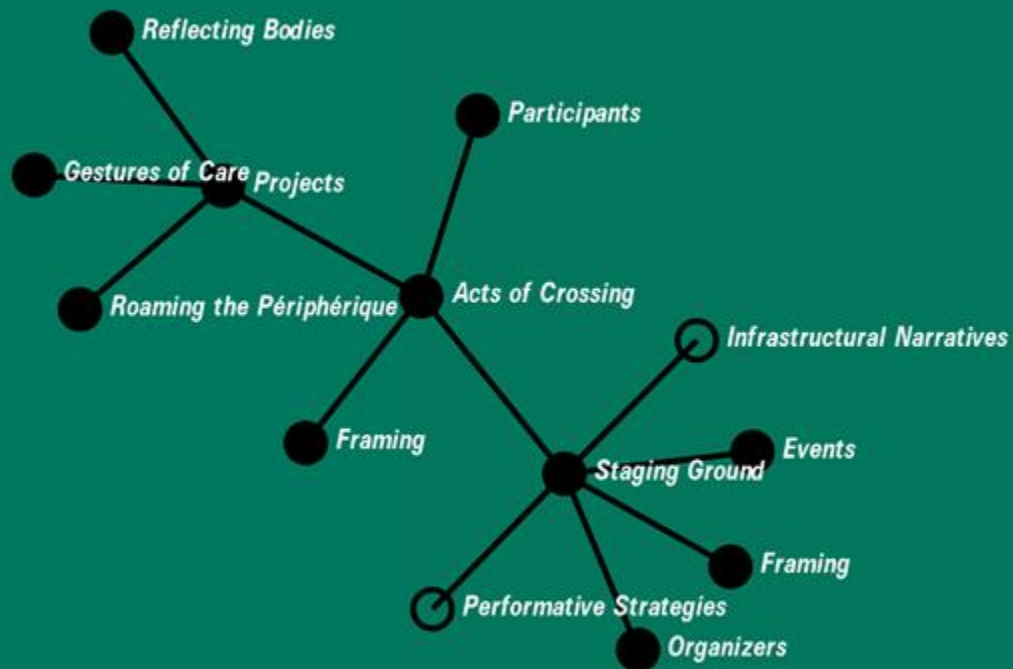 Reflecting Bodies
Participants
Gestures of Care
Projects
Roaming the Périphérique
Acts of Crossing
Infrastructural Narratives
Framing
Events
Staging Ground
Framing
Performative Strategies
Organizers